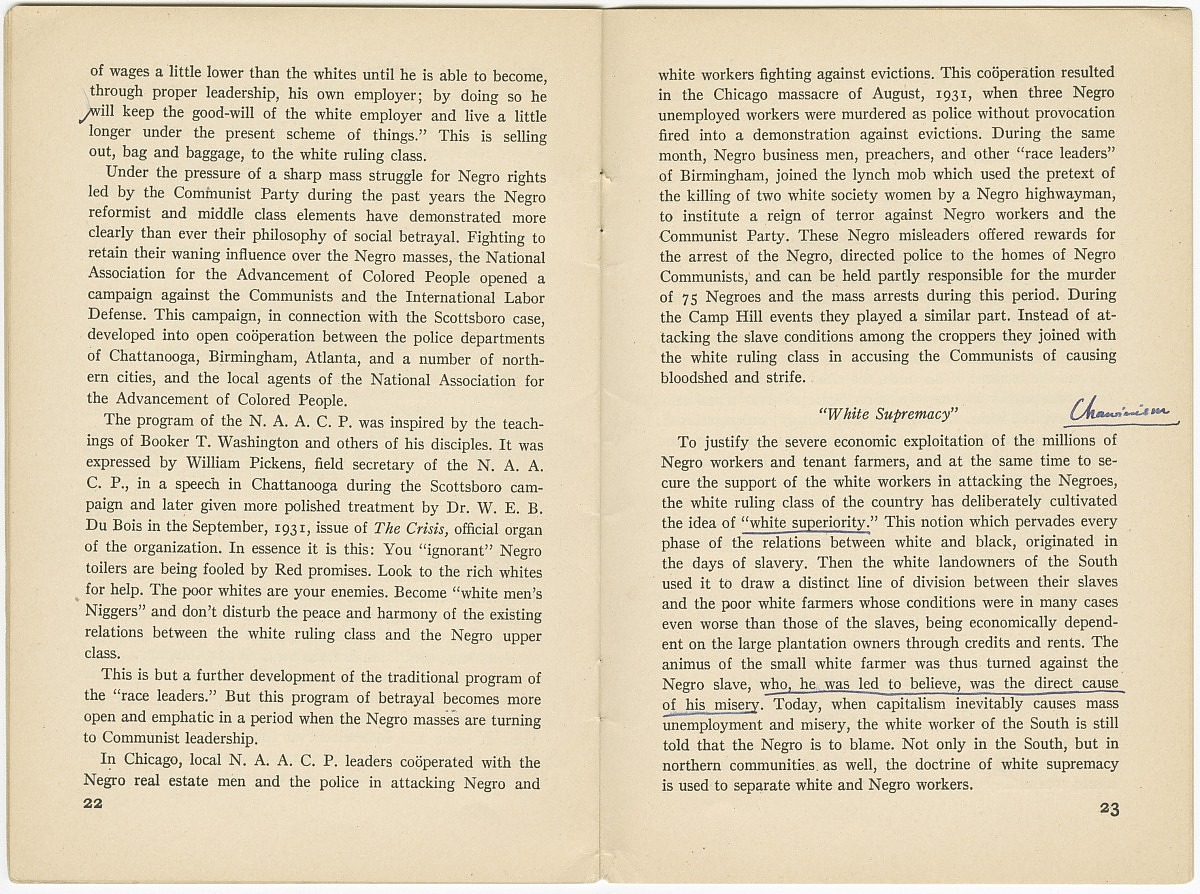 of wages a little lower than the whites until he is able to become,
through proper leadership, his own employer; by doing so he
will keep the good-will of the white employer and live a little
longer under the present scheme of things.” This is selling
out, bag and baggage, to the white ruling class.
Under the pressure of a sharp mass struggle for Negro rights
led by the Communist Party during the past years the Negro
reformist and middle class elements have demonstrated more
clearly than ever their philosophy of social betrayal. Fighting to
retain their waning influence over the Negro masses, the National
Association for the Advancement of Colored People opened a
campaign against the Communists and the International Labor
Defense. This campaign, in connection with the Scottsboro case,
developed into open coöperation between the police departments
of Chattanooga, Birmingham, Atlanta, and a number of north-
ern cities, and the local agents of the National Association for
the Advancement of Colored People.
The program of the N. A. A. C. P. was inspired by the teach-
ings of Booker T. Washington and others of his disciples. It was
expressed by William Pickens, field secretary of the N. A. A.
C. P., in a speech in Chattanooga during the Scottsboro cam-
paign and later given more polished treatment by Dr. W. E. B.
Du Bois in the September, 1931, issue of The Crisis, official organ
of the organization. In essence it is this: You “ignorant” Negro
toilers are being fooled by Red promises. Look to the rich whites
for help. The poor whites are your enemies. Become “white men’s
Niggers” and don’t disturb the peace and harmony of the existing
relations between the white ruling class and the Negro upper
class.
This is but a further development of the traditional program of
the “race leaders.” But this program of betrayal becomes more
open and emphatic in a period when the Negro masses are turning
to Communist leadership.
In Chicago, local N. A. A. C. P. leaders coöperated with the
Negro real estate men and the police in attacking Negro and
22
white workers fighting against evictions. This coöperation resulted
in the Chicago massacre of August, 1931, when three Negro
unemployed workers were murdered as police without provocation
fired into a demonstration against evictions. During the same
month, Negro business men, preachers, and other “race leaders”
of Birmingham, joined the lynch mob which used the pretext of
the killing of two white society women by a Negro highwayman,
to institute a reign of terror against Negro workers and the
Communist Party. These Negro misleaders offered rewards for
the arrest of the Negro, directed police to the homes of Negro
Communists, and can be held partly responsible for the murder
of 75 Negroes and the mass arrests during this period. During
the Camp Hill events they played a similar part. Instead of at-
tacking the slave conditions among the croppers they joined with
the white ruling class in accusing the Communists of causing
bloodshed and strife.
“White Supremacy” Chauvinism
To justify the severe economic exploitation of the millions of
Negro workers and tenant farmers, and at the same time to se-
cure the support of the white workers in attacking the Negroes,
the white ruling class of the country has deliberately cultivated
the idea of “white superiority.” This notion which pervades every
phase of the relations between white and black, originated in
the days of slavery. Then the white landowners of the South
used it to draw a distinct line of division between their slaves
and the poor white farmers whose conditions were in many cases
even worse than those of the slaves, being economically depend-
ent on the large plantation owners through credits and rents. The
animus of the small white farmer was thus turned against the
Negro slave, who, he was led to believe, was the direct cause
of his misery. Today, when capitalism inevitably causes mass
unemployment and misery, the white worker of the South is still
told that the Negro is to blame. Not only in the South, but in
northern communities as well, the doctrine of white supremacy
is used to separate white and Negro workers.
23